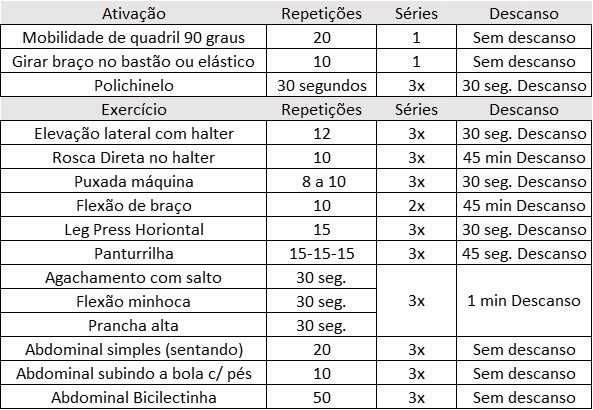 Ativação Repetições Séries Descanso
Mobilidade de quadril 90 graus 20 1 Sem descanso
Girar braço no bastão ou elástico 10 1 Sem descanso
Polichinelo 30 segundos 3x 30 seg. Descanso
Exercício Repetições Séries Descanso
Elevação lateral com halter 12 3x 30 seg. Descanso
Rosca Direta no halter 10 3x 45 min Descanso
Puxada máquina 8 a 10 3x 30 seg. Descanso
Flexão de braço 10 2x 45 min Descanso
Leg Press Horiontal 15 3x 30 seg. Descanso
Panturrilha 15-15-15 3x 45 seg. Descanso
Agachamento com salto 30 seg.
Flexão minhoca 30 seg. 3x 1 min Descanso
Prancha alta 30 seg.
Abdominal simples (sentando) 20 3x Sem descanso
Abdominal subindo a bola c/ pés 10 3x Sem descanso
Abdominal Bicilectinha 50 3x Sem descanso